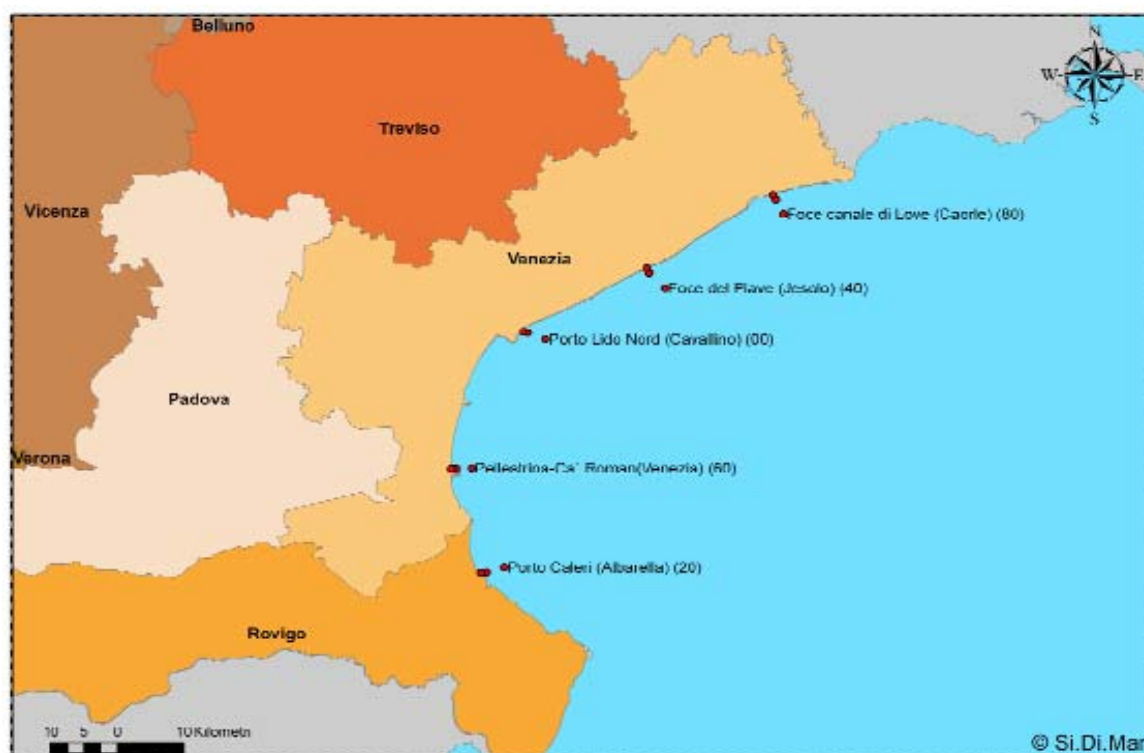 Belluno
N
W E
S
Treviso
Vicenza
Foce canale di Love (Caorle) (80)
Venezia
Foce del Piave (Jesolo) (40)
Porto Lido Nord (Cavallino) (00)
Padova
Verona
Pellestrina-Ca` Roman(Venezia) (60)
Porto Caleri (Albarella) (20)
Rovigo
10 5 0 10 Kilometri
© Si.Di.Mar